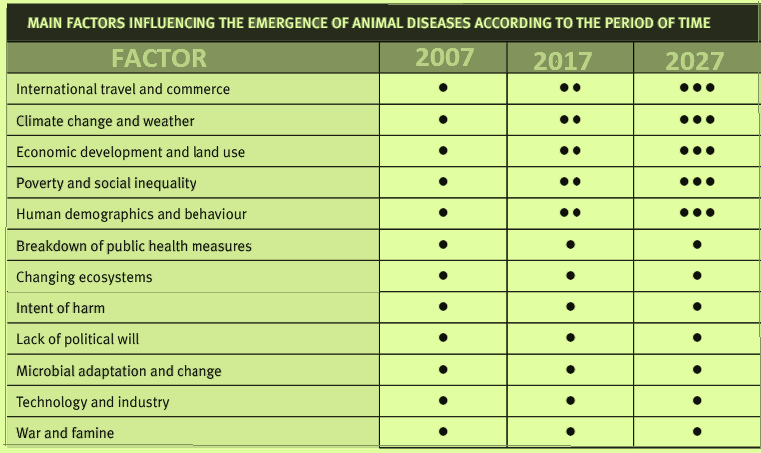 MAIN FACTORS INFLUENCING THE EMERGENCE OF ANIMAL DISEASES ACCORDING TO THE PERIOD OF TIME
FACTOR 2007 2017 2027
International travel and commerce ● ●● ●●●
Climate change and weather ● ●● ●●●
Economic development and land use ● ●● ●●●
Poverty and social inequality ● ●● ●●●
Human demographics and behaviour ● ●● ●●●
Breakdown of public health measures ● ● ●
Changing ecosystems ● ● ●
Intent of harm ● ● ●
Lack of political will ● ● ●
Microbial adaptation and change ● ● ●
Technology and industry ● ● ●
War and famine ● ● ●